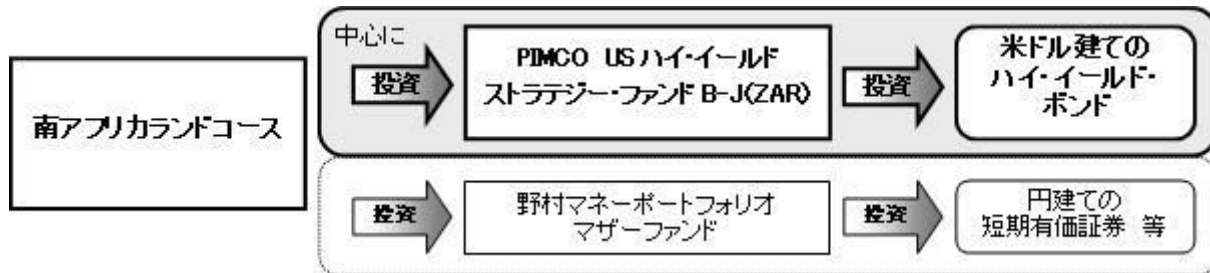 南アフリカランドコース
中心に
投資
PIMCO US ハイ・イールド
ストラテジー・ファンド B-J(ZAR)
投資
米ドル建ての
ハイ・イールド・
ボンド
投資
野村マネーポートフォリオ
マザーファンド
投資
円建ての
短期有価証券 等